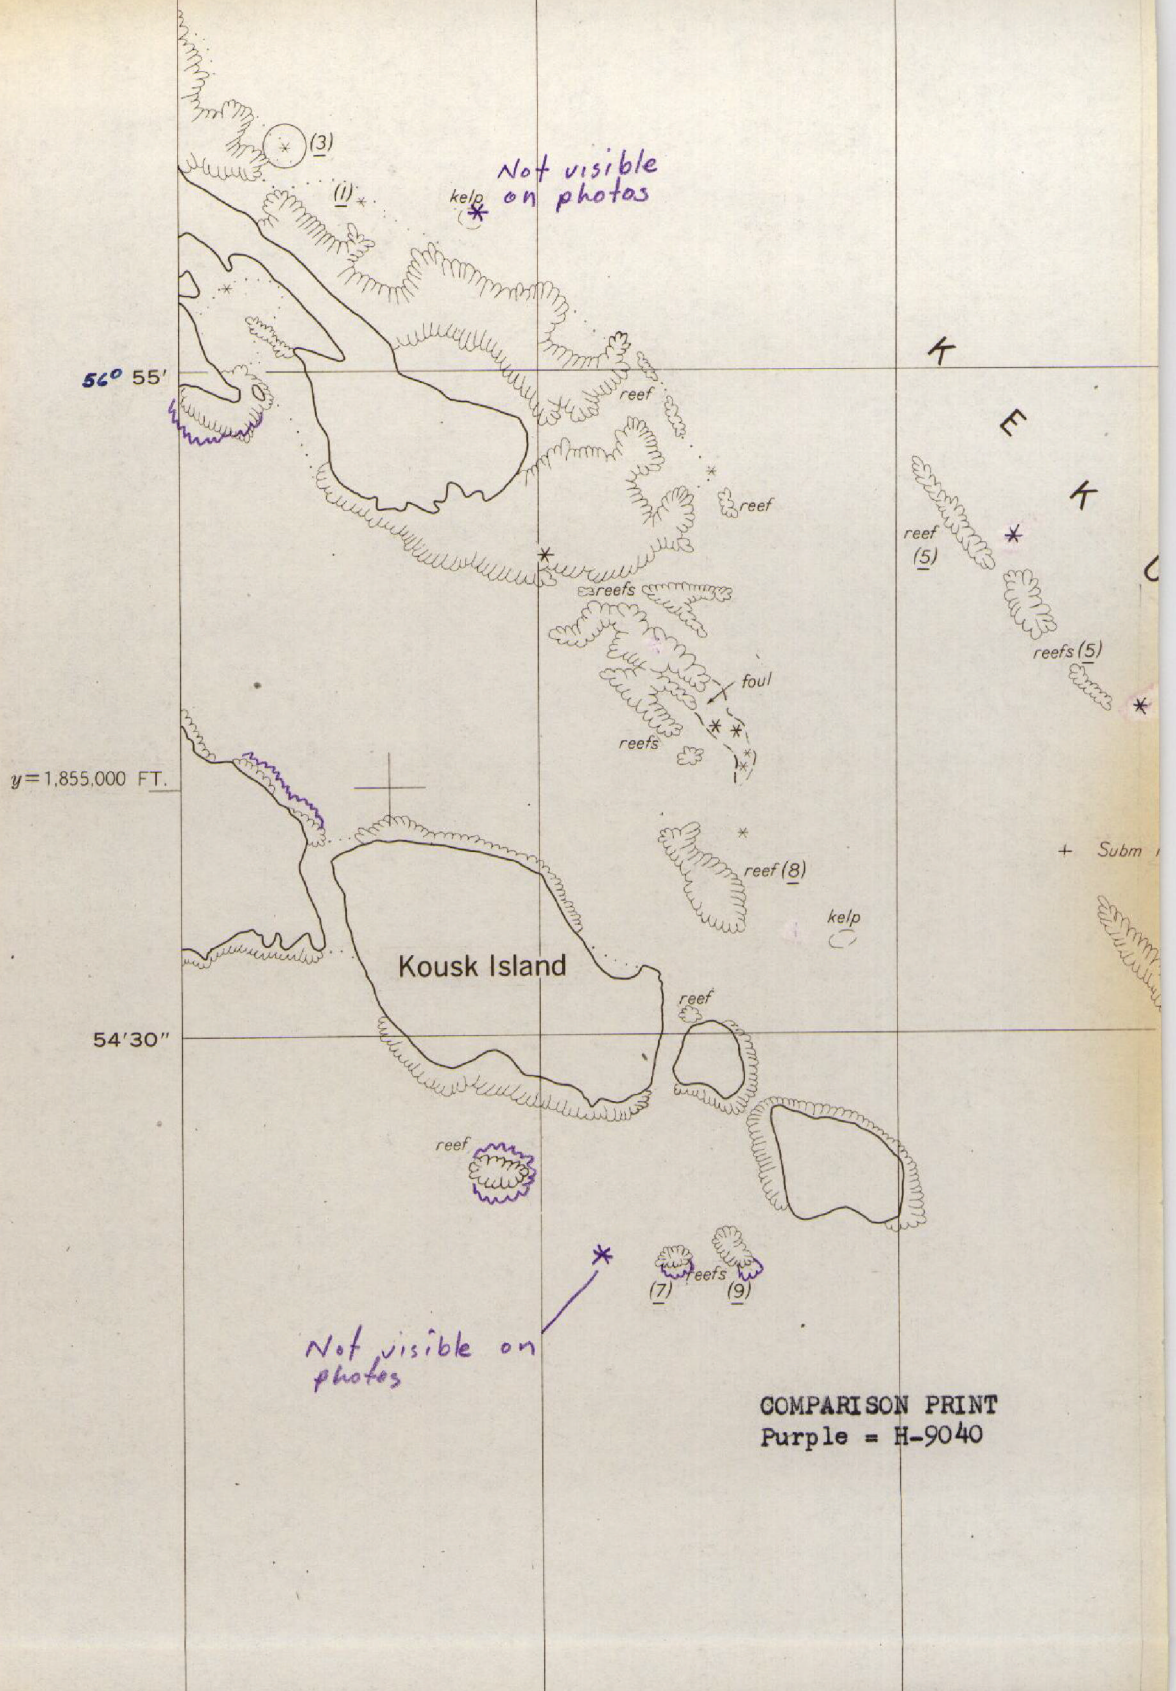 (3)
Not visible
on photos
(1)
kelp
K
56° 55'
reef
E
K
reef
reef
(5)
U
reefs
reefs (5)
foul
reefs
y=1,855,000 FT.
Subm
reef (8)
kelp
Kousk Island
reef
54'30"
reef
reefs
(7)
(9)
Not visible on
photos
COMPARISON PRINT
Purple = H-9040